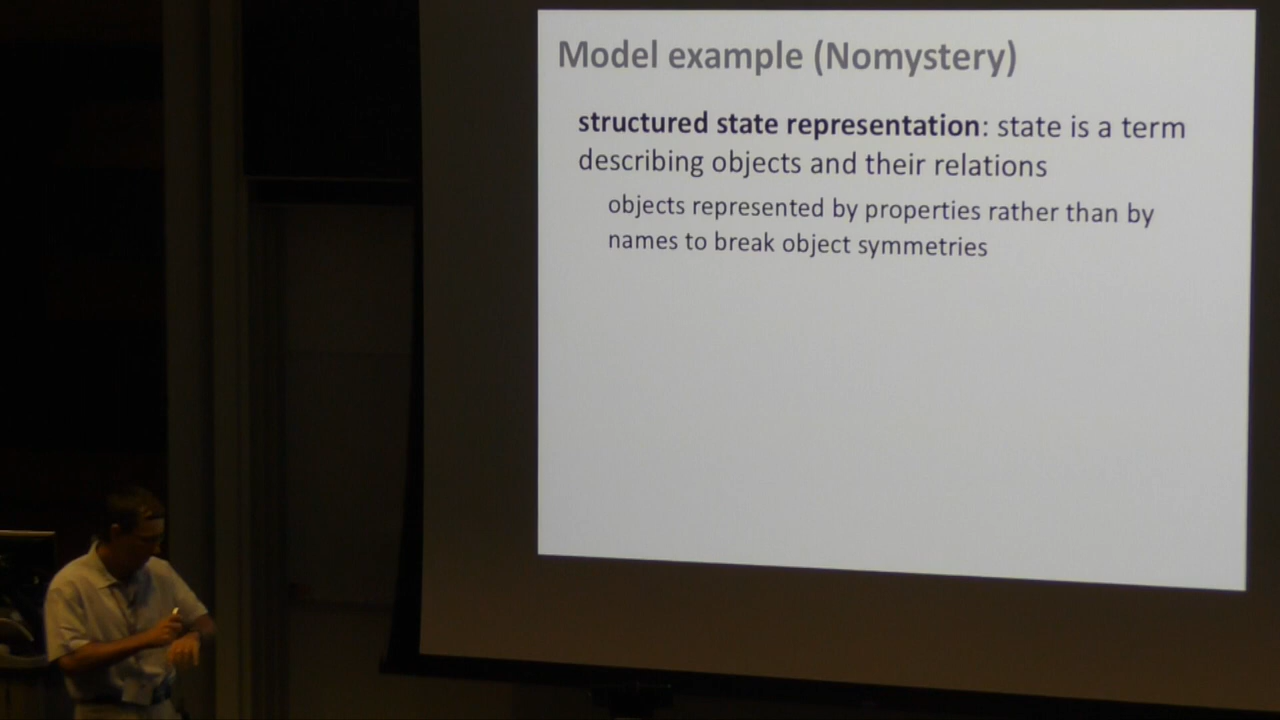 Model example (Nomystery)
structured state representation: state is a term
describing objects and their relations
objects represented by properties rather than by
names to break object symmetries